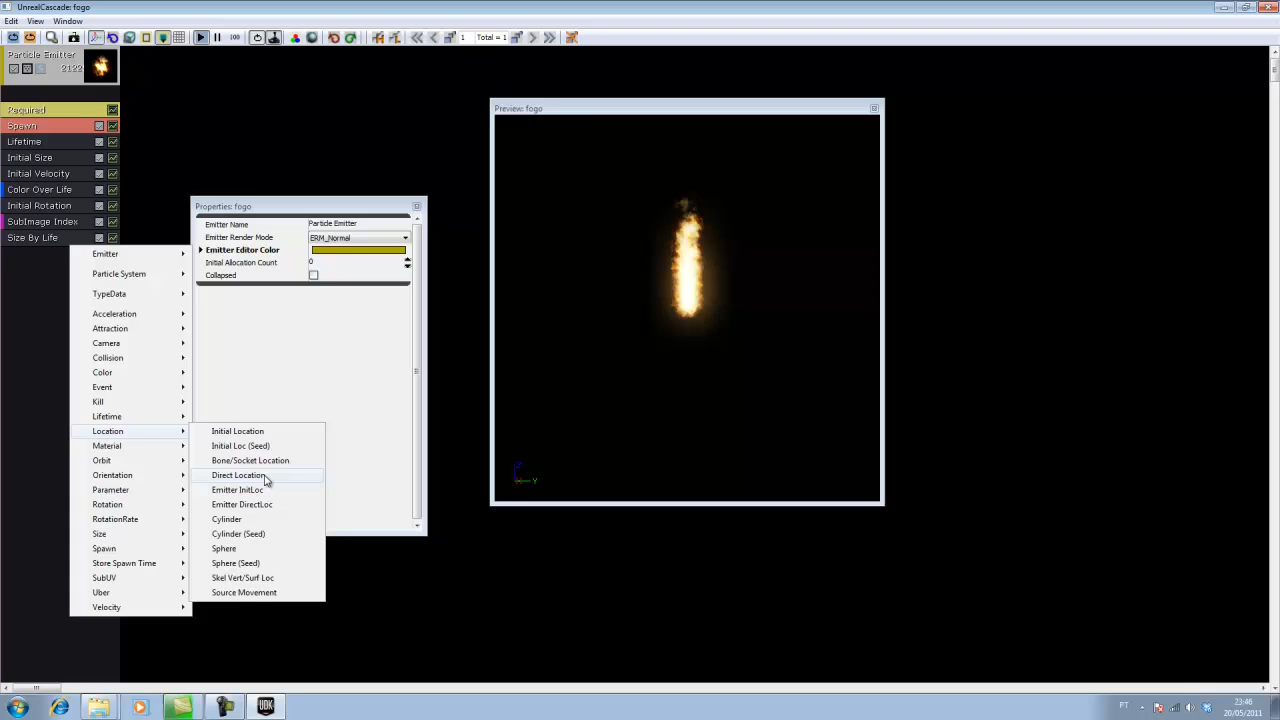 UnrealCascade: fogo
Edit View Window
100
1
Total = 1
Particle Emitter
2122
Required
Spawn
Lifetime
Initial Size
Initial Velocity
Color Over Life
Initial Rotation
SubImage Index
Size By Life
Emitter
Particle System
TypeData
Acceleration
Attraction
Camera
Collision
Color
Event
Kill
Lifetime
Location
Material
Orbit
Orientation
Parameter
Rotation
RotationRate
Size
Spawn
Store Spawn Time
SubUV
Uber
Velocity
Initial Location
Initial Loc (Seed)
Bone/Socket Location
Direct Location
Emitter InitLoc
Emitter DirectLoc
Cylinder
Cylinder (Seed)
Sphere
Sphere (Seed)
Skel Vert/Surf Loc
Source Movement
Properties: fogo
Emitter Name Particle Emitter
Emitter Render Mode ERM_Normal
Emitter Editor Color
Initial Allocation Count 0
Collapsed
Preview: fogo
Z
X
Y
UDK
PT
23:46
20/05/2011